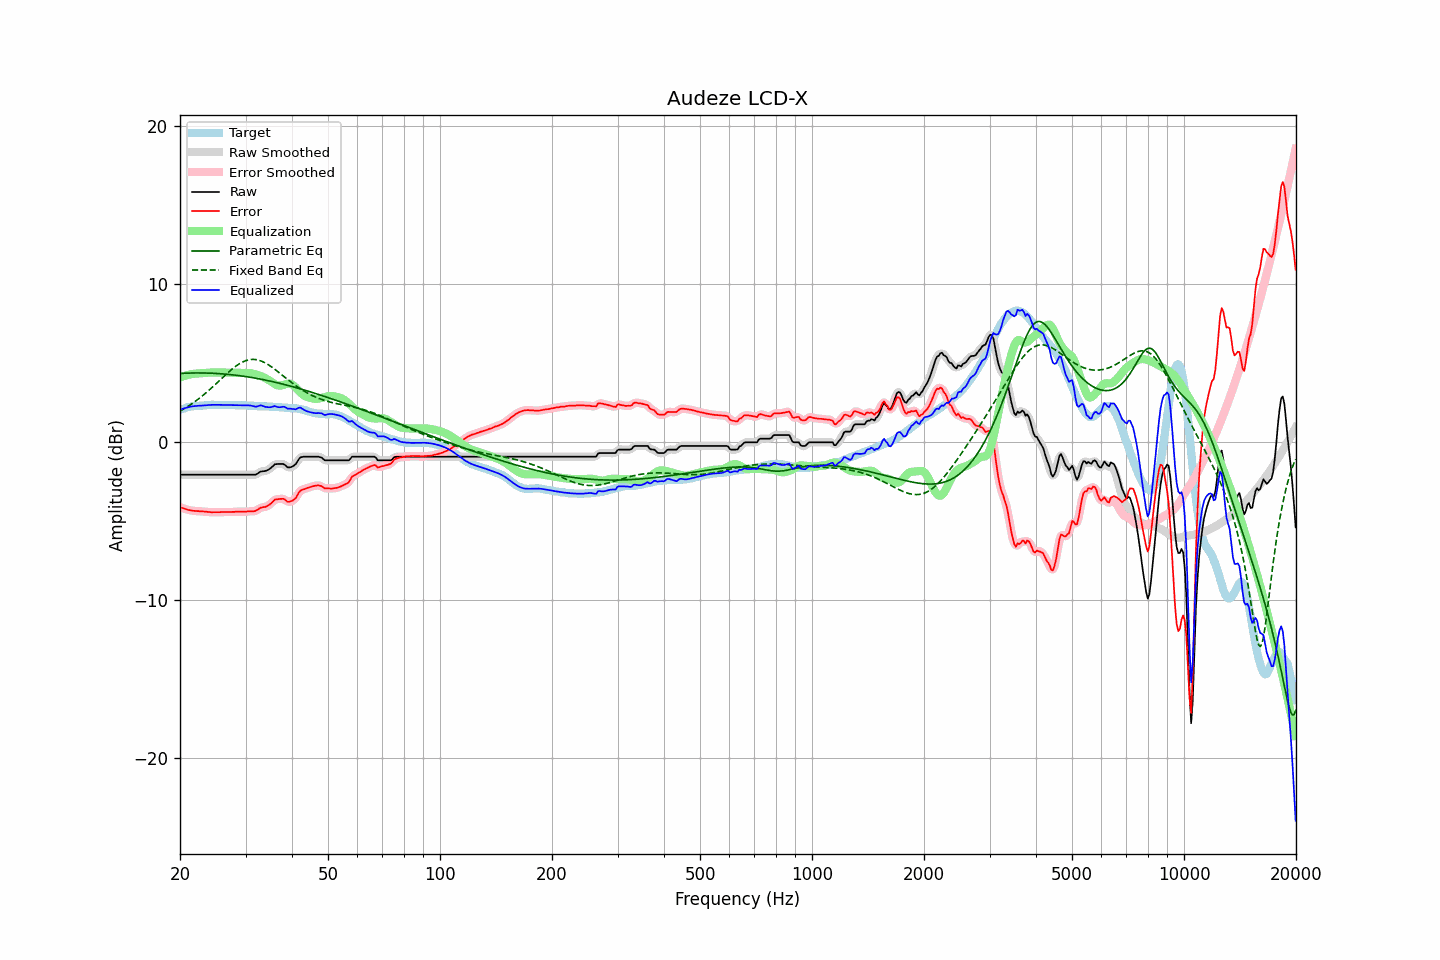 Audeze LCD-X
20
10
0
−10
−20
Amplitude (dBr)
Target
Raw Smoothed
Error Smoothed
Raw
Error
Equalization
Parametric Eq
Fixed Band Eq
Equalized
20 50 100 200 500 1000 2000 5000 10000 20000
Frequency (Hz)